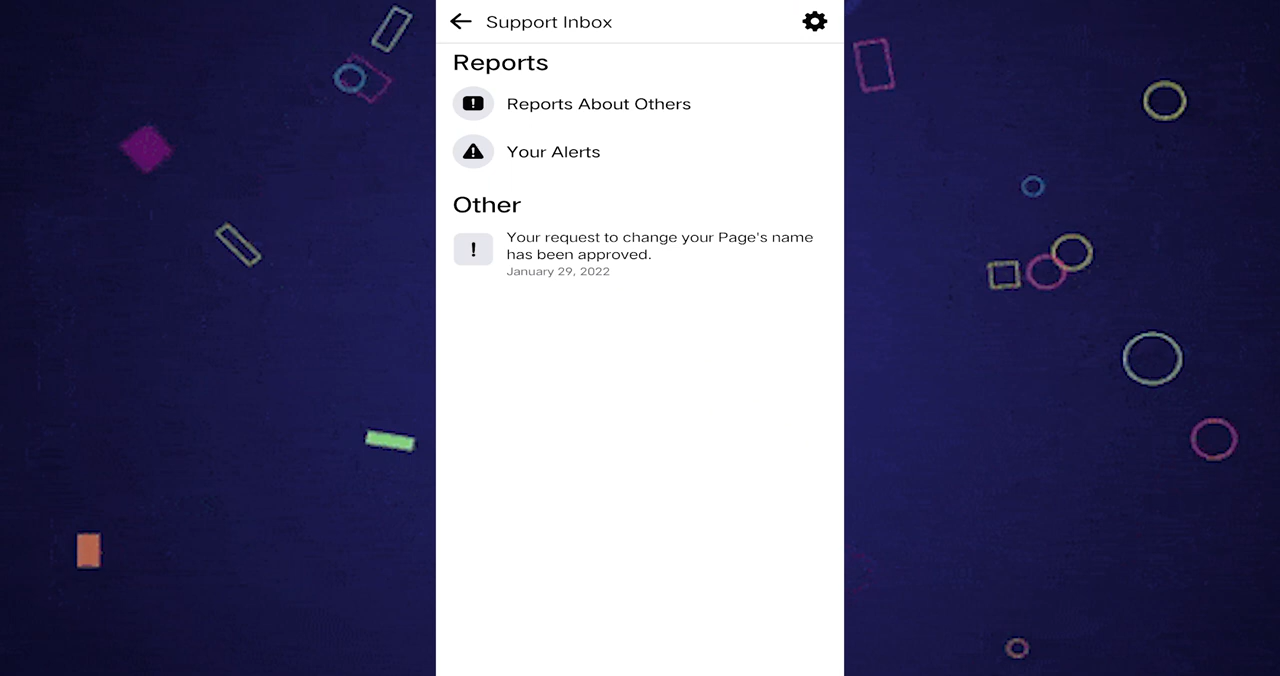 Support Inbox
Reports
Reports About Others
Your Alerts
Other
Your request to change your Page's name
has been approved.
January 29, 2022